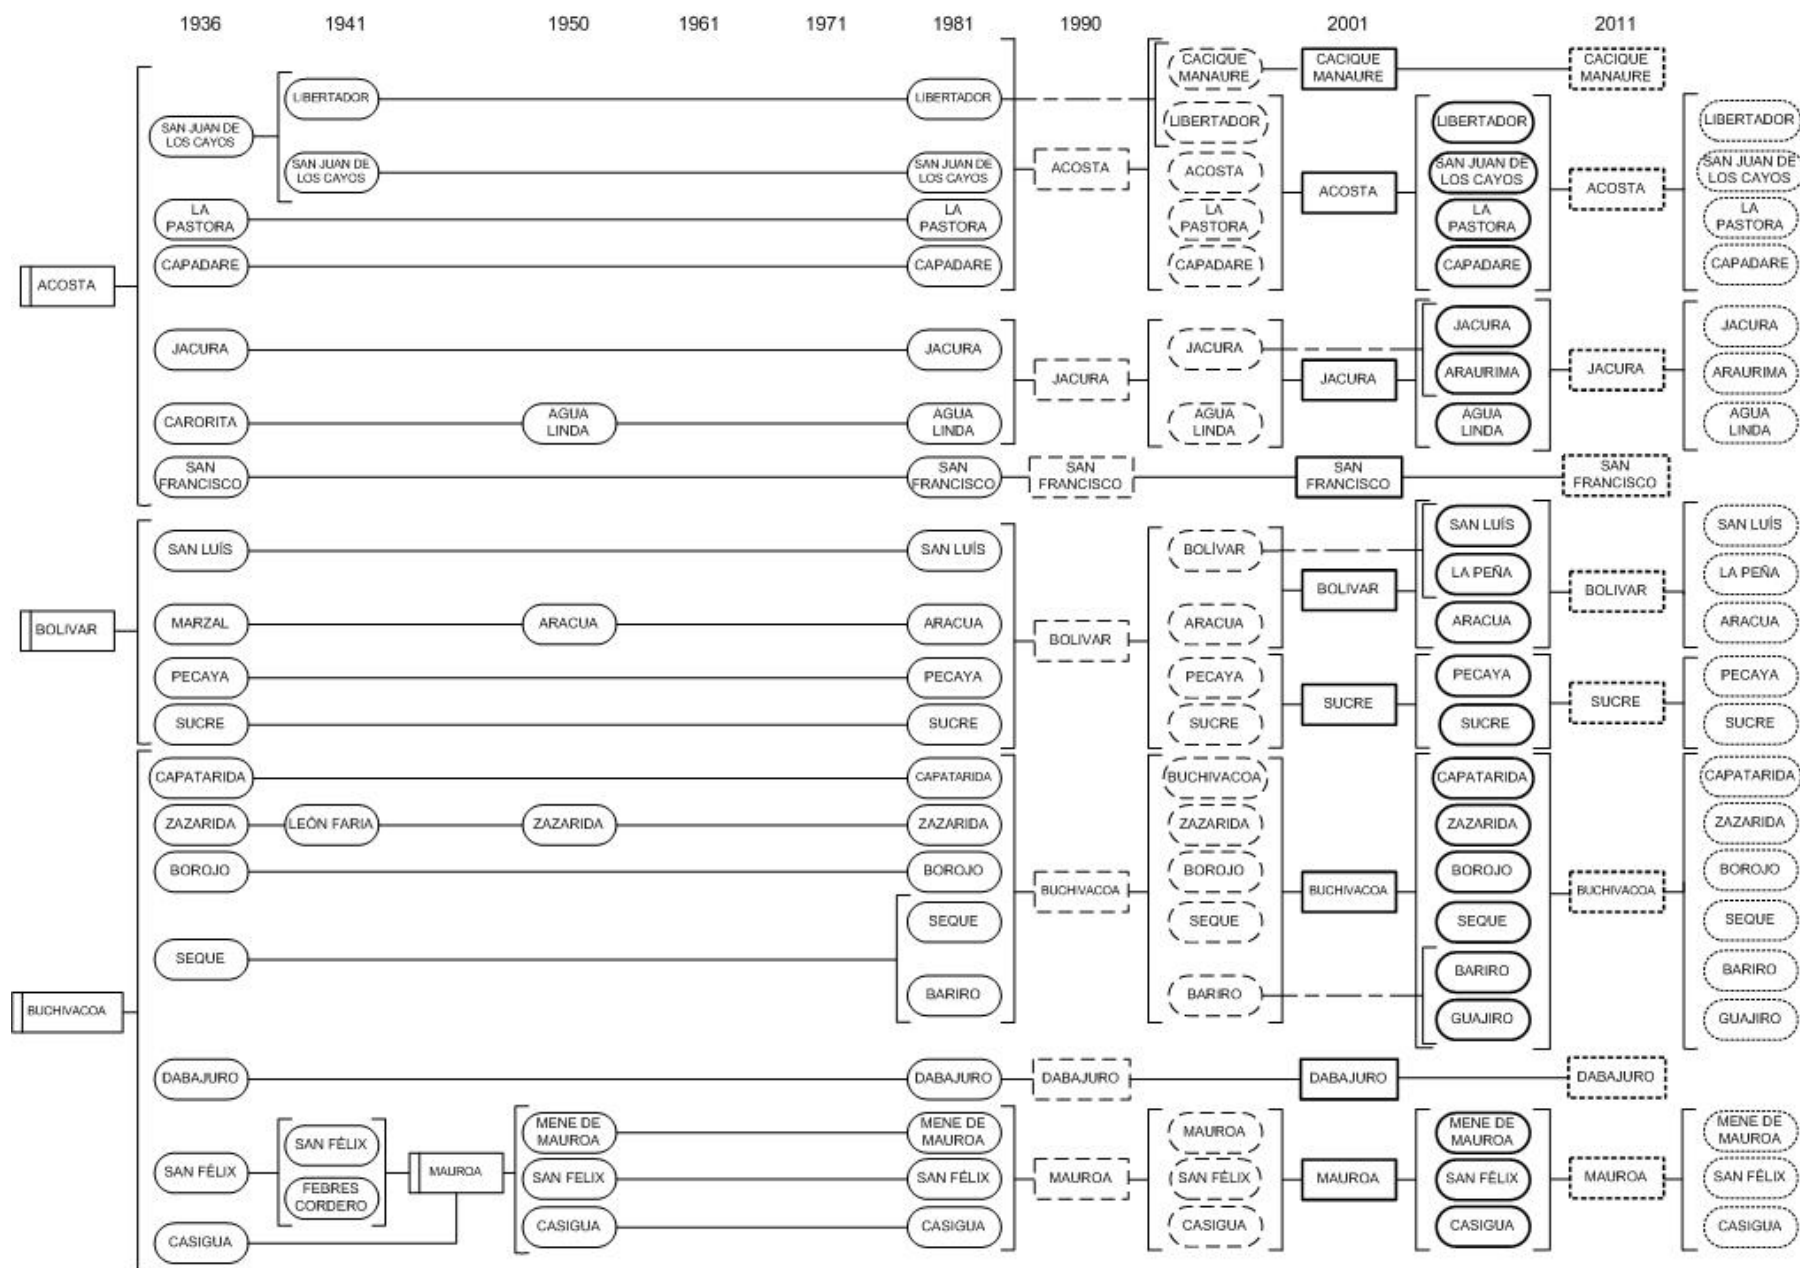 1936 1941 1950 1961 1971 1981 1990 2001 2011
ACOSTA
SAN JUAN DE
LOS CAYOS
LA
PASTORA
CAPADARE
JACURA
CARORITA
SAN
FRANCISCO
LIBERTADOR
SAN JUAN DE
LOS CAYOS
AGUA
LINDA
LIBERTADOR
SAN JUAN DE
LOS CAYOS
LA
PASTORA
CAPADARE
JACURA
AGUA
LINDA
SAN
FRANCISCO
ACOSTA
JACURA
SAN
FRANCISCO
CACIQUE
MANAURE
LIBERTADOR
ACOSTA
LA
PASTORA
CAPADARE
JACURA
AGUA
LINDA
CACIQUE
MANAURE
ACOSTA
JACURA
SAN
FRANCISCO
LIBERTADOR
SAN JUAN DE
LOS CAYOS
LA
PASTORA
CAPADARE
JACURA
ARAURIMA
AGUA
LINDA
CACIQUE
MANAURE
ACOSTA
JACURA
SAN
FRANCISCO
LIBERTADOR
SAN JUAN DE
LOS CAYOS
LA
PASTORA
CAPADARE
JACURA
ARAURIMA
AGUA
LINDA
BOLIVAR
SAN LUÍS
MARZAL
PECAYA
SUCRE
ARACUA
SAN LUÍS
ARACUA
PECAYA
SUCRE
BOLIVAR
BOLÍVAR
ARACUA
PECAYA
SUCRE
BOLIVAR
SUCRE
SAN LUÍS
LA PEÑA
ARACUA
PECAYA
SUCRE
BOLIVAR
SUCRE
SAN LUÍS
LA PEÑA
ARACUA
PECAYA
SUCRE
BUCHIVACOA
CAPATARIDA
ZAZARIDA
BOROJO
SEQUE
DABAJURO
SAN FÉLIX
CASIGUA
LEÓN FARIA
SAN FÉLIX
FEBRES
CORDERO
MAUROA
ZAZARIDA
MENE DE
MAUROA
SAN FELIX
CASIGUA
CAPATARIDA
ZAZARIDA
BOROJO
SEQUE
BARIRO
DABAJURO
MENE DE
MAUROA
SAN FÉLIX
CASIGUA
BUCHIVACOA
DABAJURO
MAUROA
BUCHIVACOA
ZAZARIDA
BOROJO
SEQUE
BARIRO
MAUROA
SAN FÉLIX
CASIGUA
BUCHIVACOA
DABAJURO
MAUROA
CAPATARIDA
ZAZARIDA
BOROJO
SEQUE
BARIRO
GUAJIRO
MENE DE
MAUROA
SAN FÉLIX
CASIGUA
BUCHIVACOA
DABAJURO
MAUROA
CAPATARIDA
ZAZARIDA
BOROJO
SEQUE
BARIRO
GUAJIRO
MENE DE
MAUROA
SAN FÉLIX
CASIGUA